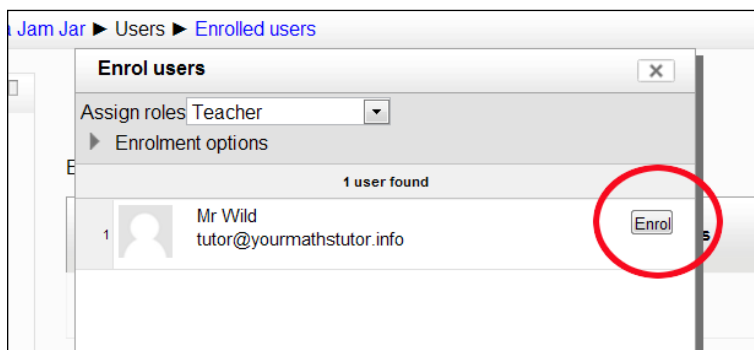 Jam Jar ► Users ► Enrolled users
Enrol users
Assign roles Teacher
Enrolment options
1 user found
1
Mr Wild
tutor@yourmathstutor.info
Enrol